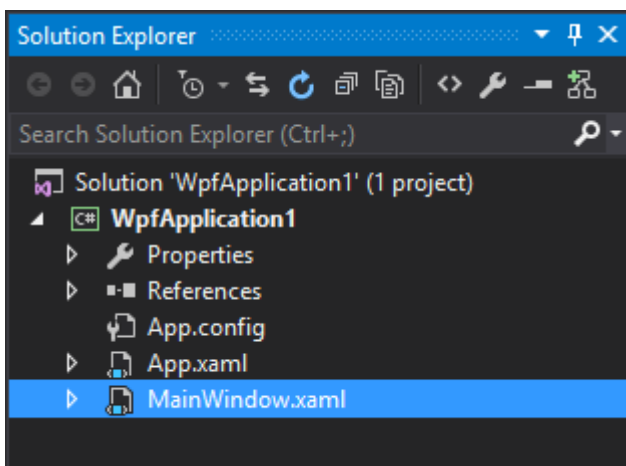 Solution Explorer
Search Solution Explorer (Ctrl+;)
Solution 'WpfApplication1' (1 project)
C# WpfApplication1
Properties
References
App.config
App.xaml
MainWindow.xaml